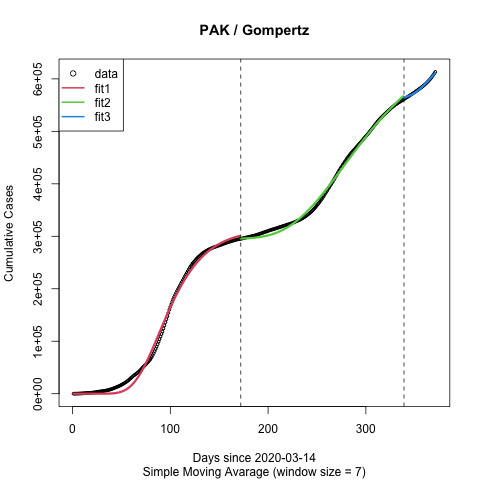 PAK / Gompertz
data
fit1
fit2
fit3
Cumulative Cases
0e+00
1e+05
2e+05
3e+05
4e+05
5e+05
6e+05
0
100
200
300
Days since 2020-03-14
Simple Moving Avarage (window size = 7)